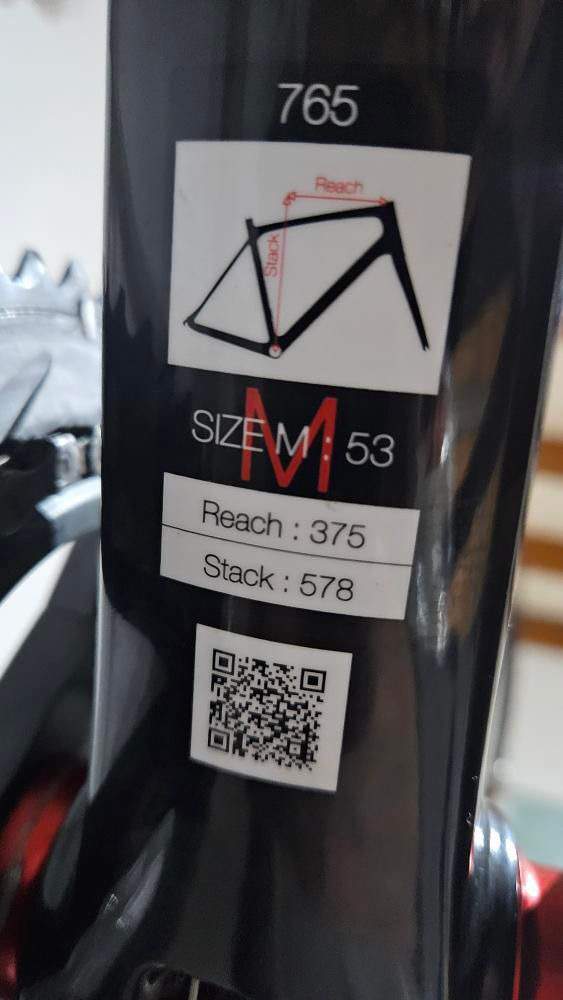 765
Reach
Stack
SIZE M : 53
M
Reach : 375
Stack : 578